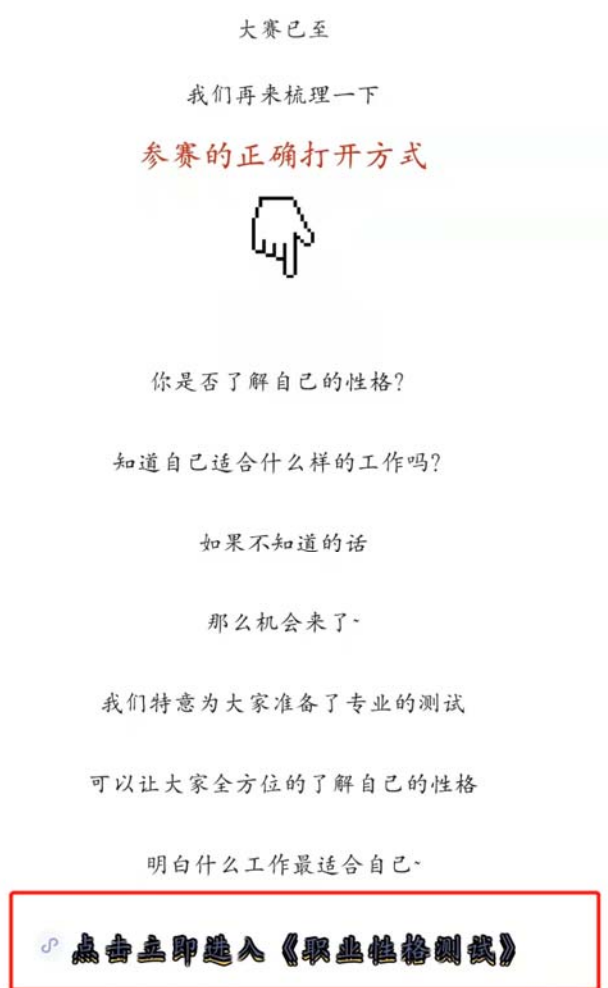 大赛已至
我们再来梳理一下
参赛的正确打开方式
你是否了解自己的性格?
知道自己适合什么样的工作吗?
如果不知道的话
那么机会来了~
我们特意为大家准备了专业的测试
可以让大家全方位的了解自己的性格
明白什么工作最适合自己~
点击立即进入《职业性格测试》